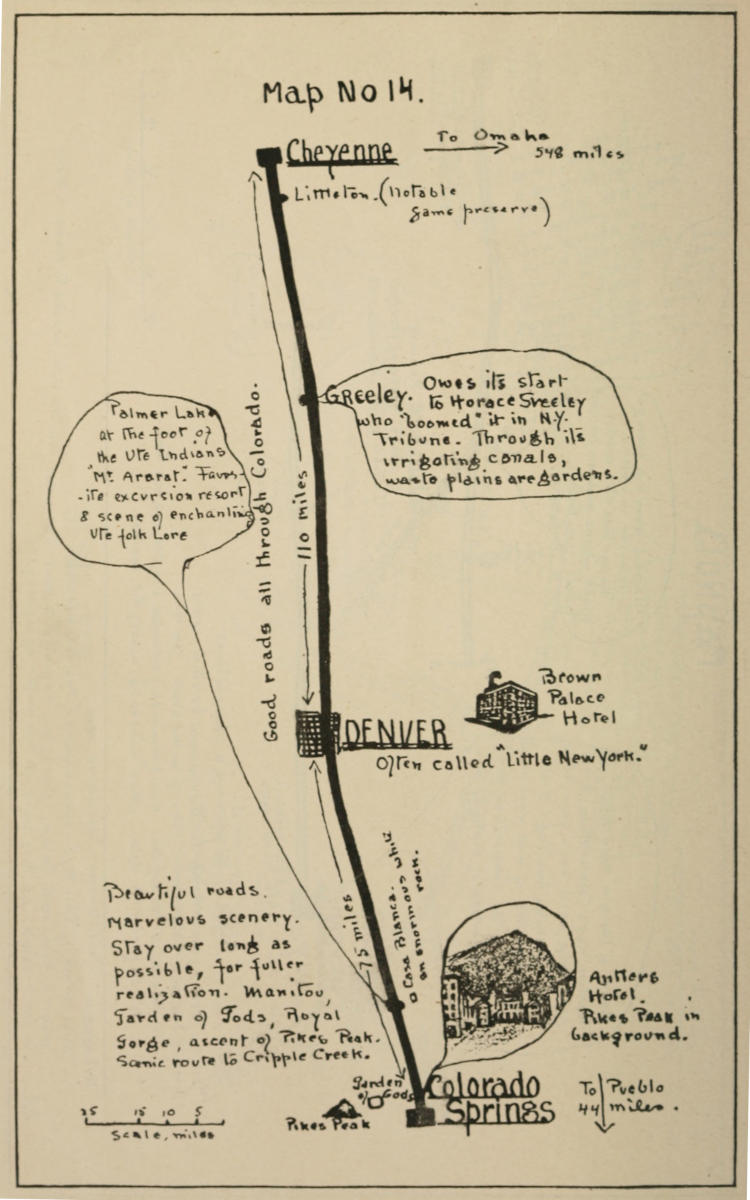 Map No 14.
Cheyenne
To Omaha
548 miles
Littleton. (notable
game preserve)
GREELEY. Owes its start
to Horace Greeley
who "boomed" it in N.Y.
Tribune. Through its
irrigating canals,
waste plains are gardens.
Palmer Lake
at the foot of
the Ute Indians
"Mt. Ararat." Favor-
-ite excursion resort
& scene of enchanting
Ute folk Lore
Good roads all through Colorado.
110 miles
Brown
Palace
Hotel
DENVER
Often called "Little New York."
75 miles
Casa Blanca.
an enormous white
rock.
Beautiful roads.
Marvelous scenery.
Stay over long as
possible, for fuller
realization. Manitou,
Garden of Gods, Royal
Gorge, ascent of Pikes Peak.
Scenic route to Cripple Creek.
Antlers
Hotel.
Pikes Peak in
background.
Garden
of Gods
Colorado
Springs
Pikes Peak
To Pueblo
44 miles.
25 15 10 5
Scale, miles